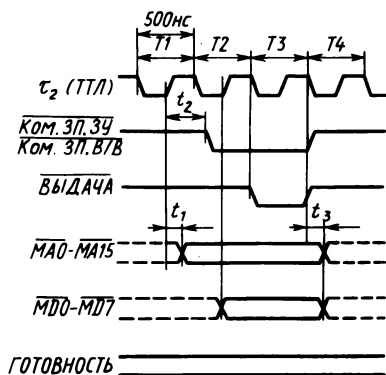 500нс
T1 T2 T3 T4
τ₂ (ТТЛ)
t₂
Ком. ЗП. ЗУ
Ком. ЗП. В/В
ВЫДАЧА
t₁ t₃
MA0-MA15
MD0-MD7
ГОТОВНОСТЬ